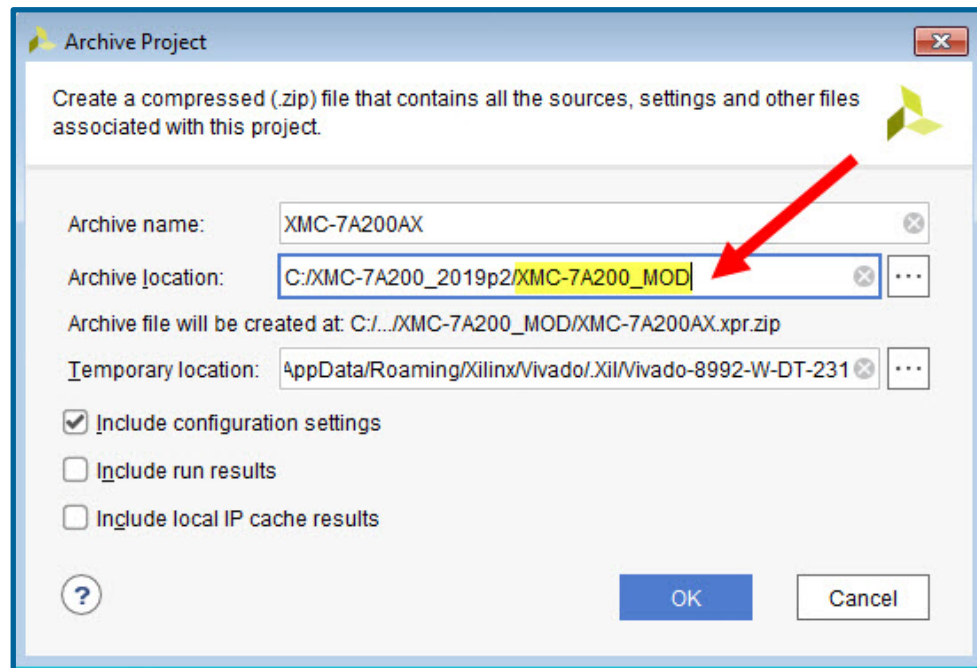 Archive Project
Create a compressed (.zip) file that contains all the sources, settings and other files
associated with this project.
Archive name: XMC-7A200AX
Archive location: C:/XMC-7A200_2019p2/XMC-7A200_MOD ...
Archive file will be created at: C:/.../XMC-7A200_MOD/XMC-7A200AX.xpr.zip
Temporary location: AppData/Roaming/Xilinx/Vivado/.Xil/Vivado-8992-W-DT-231 ...
Include configuration settings
Include run results
Include local IP cache results
? OK Cancel